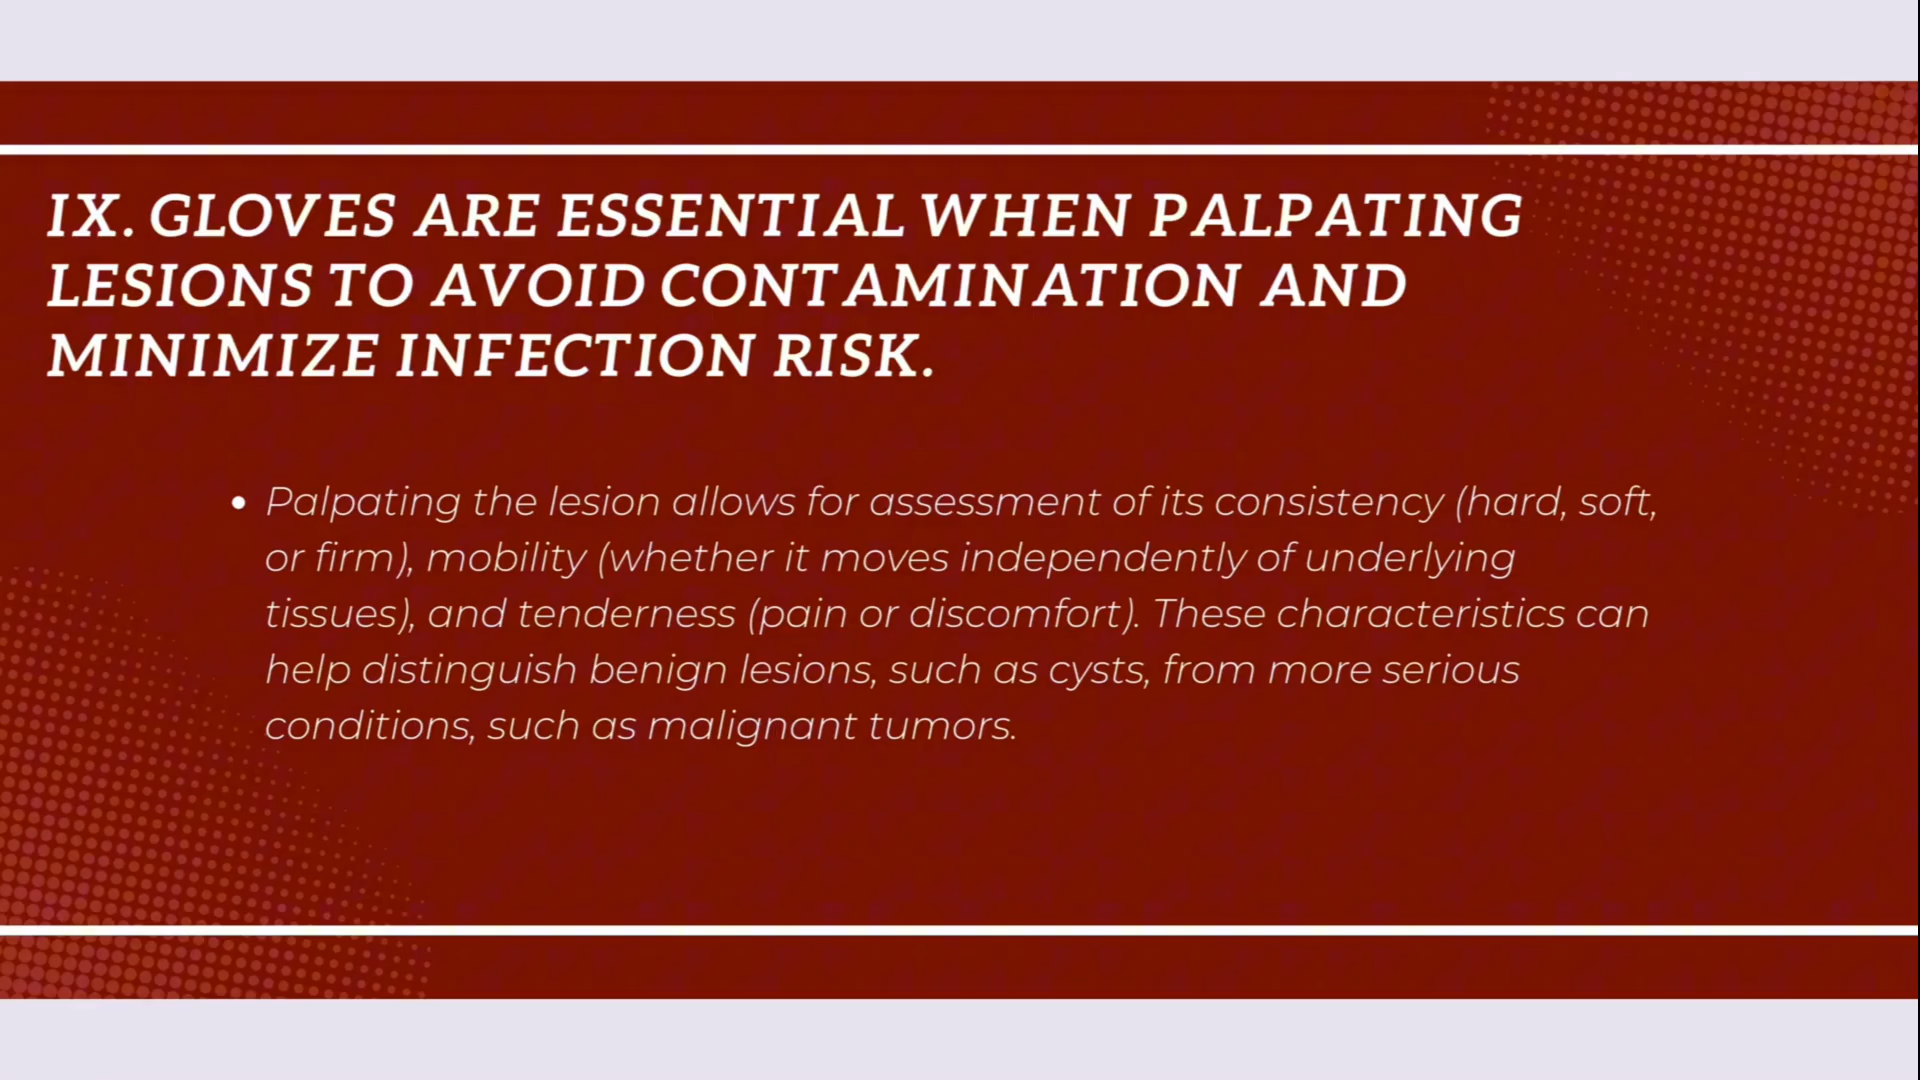 IX. GLOVES ARE ESSENTIAL WHEN PALPATING
LESIONS TO AVOID CONTAMINATION AND
MINIMIZE INFECTION RISK.
• Palpating the lesion allows for assessment of its consistency (hard, soft,
or firm), mobility (whether it moves independently of underlying
tissues), and tenderness (pain or discomfort). These characteristics can
help distinguish benign lesions, such as cysts, from more serious
conditions, such as malignant tumors.